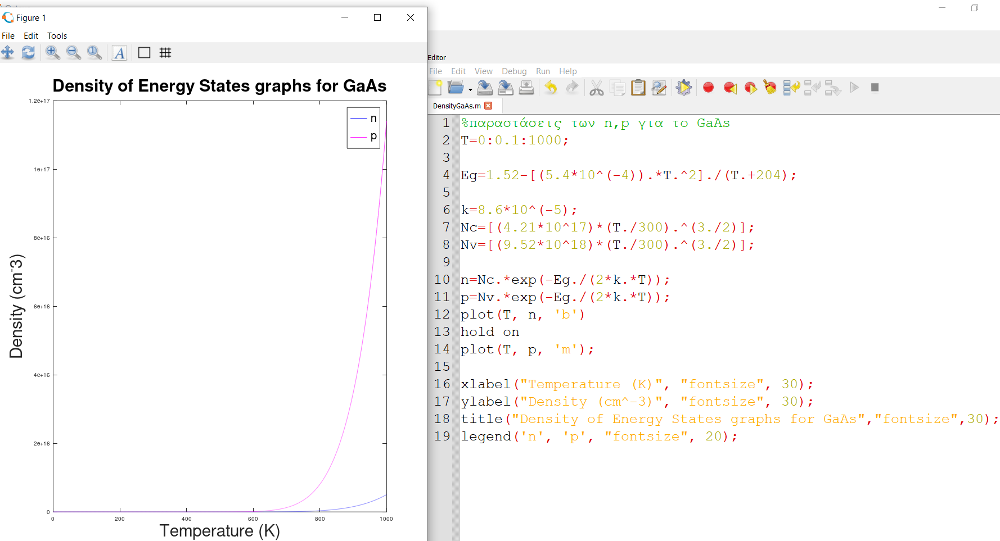 Figure 1
File Edit Tools
Density of Energy States graphs for GaAs
1.2e+17
1e+17
8e+16
6e+16
4e+16
2e+16
0
Density (cm-3)
n
p
0 200 400 600 800 1000
Temperature (K)
Editor
File Edit View Debug Run Help
DensityGaAs.m
1 %παραστάσεις των n,p για το GaAs
2 T=0:0.1:1000;
3
4 Eg=1.52-[(5.4*10^(-4)).*T.^2]./(T.+204);
5
6 k=8.6*10^(-5);
7 Nc=[(4.21*10^17)*(T./300).^(3./2)];
8 Nv=[(9.52*10^18)*(T./300).^(3./2)];
9
10 n=Nc.*exp(-Eg./(2*k.*T));
11 p=Nv.*exp(-Eg./(2*k.*T));
12 plot(T, n, 'b')
13 hold on
14 plot(T, p, 'm');
15
16 xlabel("Temperature (K)", "fontsize", 30);
17 ylabel("Density (cm^-3)", "fontsize", 30);
18 title("Density of Energy States graphs for GaAs","fontsize",30);
19 legend('n', 'p', "fontsize", 20);